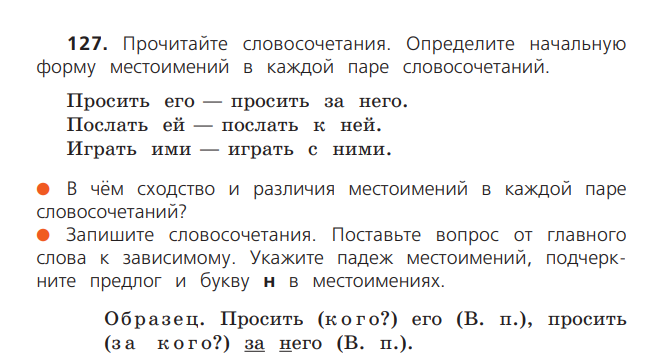 127. Прочитайте словосочетания. Определите начальную
форму местоимений в каждой паре словосочетаний.
Просить его — просить за него.
Послать ей — послать к ней.
Играть ими — играть с ними.
● В чём сходство и различия местоимений в каждой паре
словосочетаний?
● Запишите словосочетания. Поставьте вопрос от главного
слова к зависимому. Укажите падеж местоимений, подчерк-
ните предлог и букву н в местоимениях.
Образец. Просить (кого?) его (В. п.), просить
(за кого?) за него (В. п.).